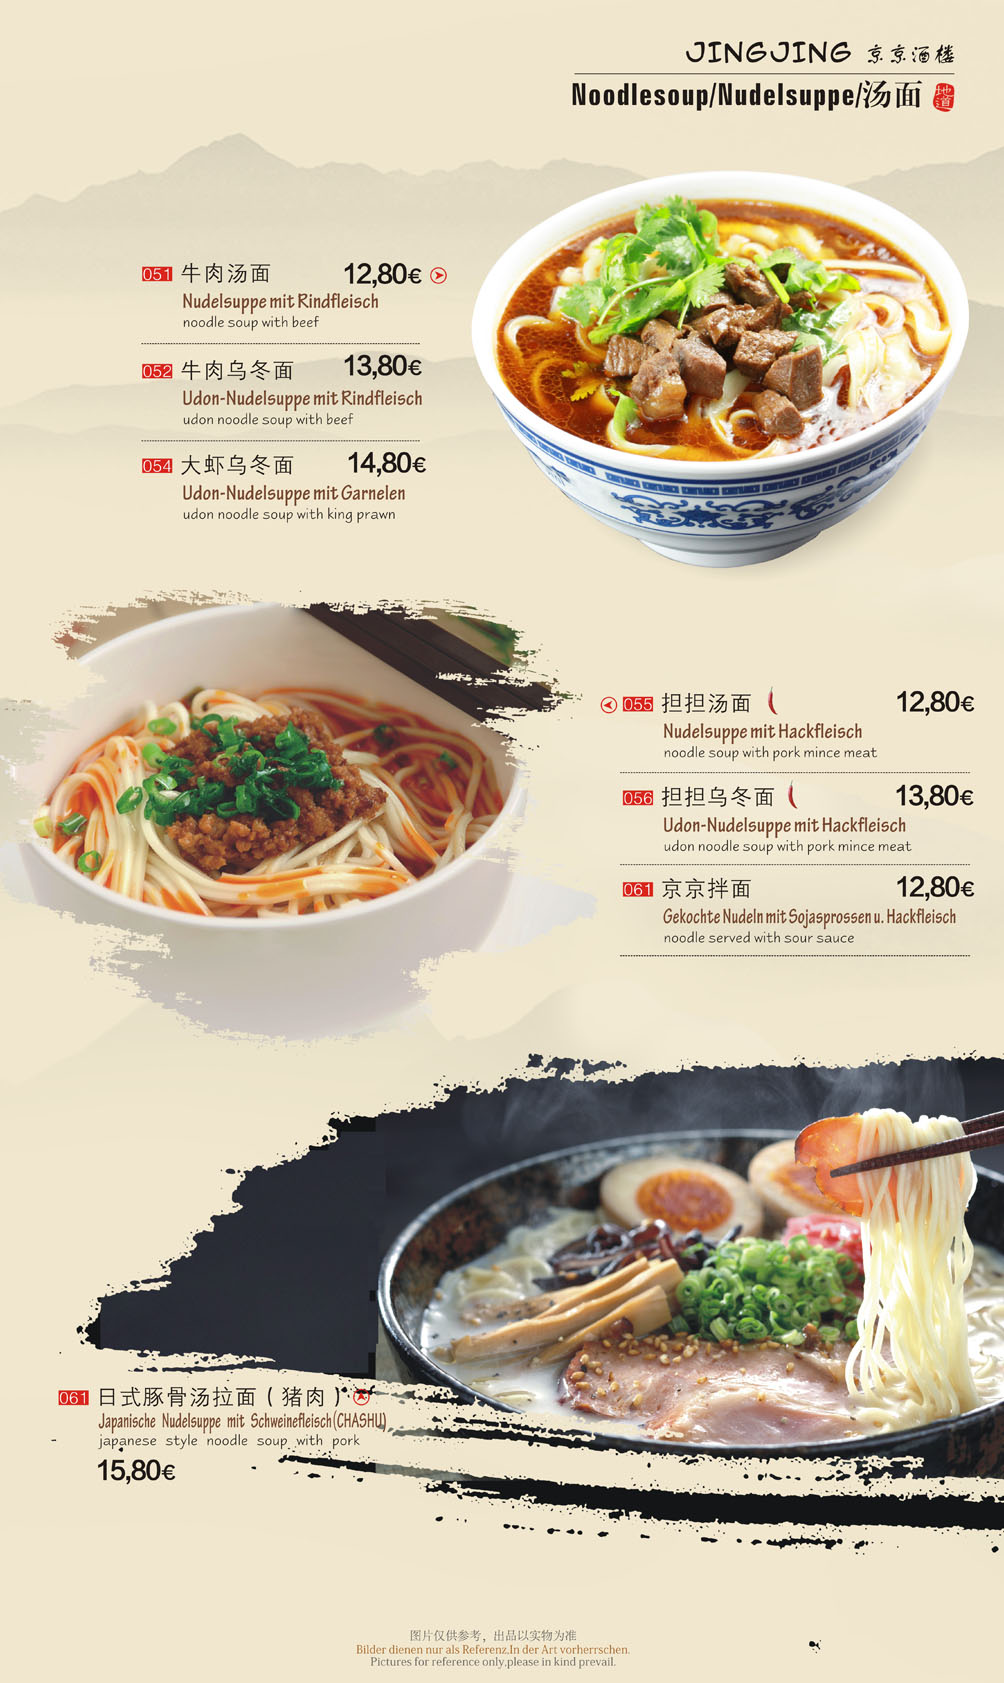 JINGJING 京京酒楼
Noodlesoup/Nudelsuppe/汤面 地道
051 牛肉汤面 12,80€
Nudelsuppe mit Rindfleisch
noodle soup with beef
052 牛肉乌冬面 13,80€
Udon-Nudelsuppe mit Rindfleisch
udon noodle soup with beef
054 大虾乌冬面 14,80€
Udon-Nudelsuppe mit Garnelen
udon noodle soup with king prawn
055 担担汤面 12,80€
Nudelsuppe mit Hackfleisch
noodle soup with pork mince meat
056 担担乌冬面 13,80€
Udon-Nudelsuppe mit Hackfleisch
udon noodle soup with pork mince meat
061 京京拌面 12,80€
Gekochte Nudeln mit Sojasprossen u. Hackfleisch
noodle served with sour sauce
061 日式豚骨汤拉面（猪肉）
Japanische Nudelsuppe mit Schweinefleisch(CHASHU)
japanese style noodle soup with pork
15,80€
图片仅供参考，出品以实物为准
Bilder dienen nur als Referenz,In der Art vorherrschen.
Pictures for reference only,please in kind prevail.